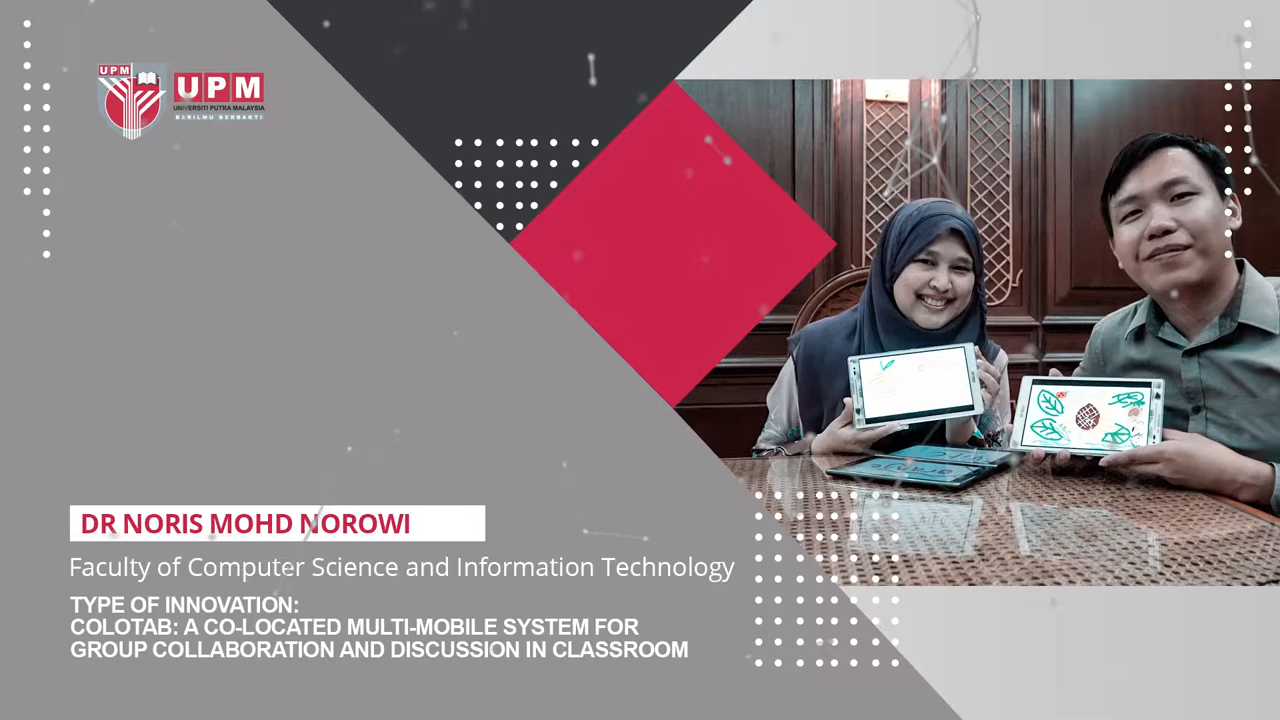 UPM
UPM
UNIVERSITI PUTRA MALAYSIA
BERILMU BERBAKTI
DR NORIS MOHD NOROWI
Faculty of Computer Science and Information Technology
TYPE OF INNOVATION:
COLOTAB: A CO-LOCATED MULTI-MOBILE SYSTEM FOR
GROUP COLLABORATION AND DISCUSSION IN CLASSROOM